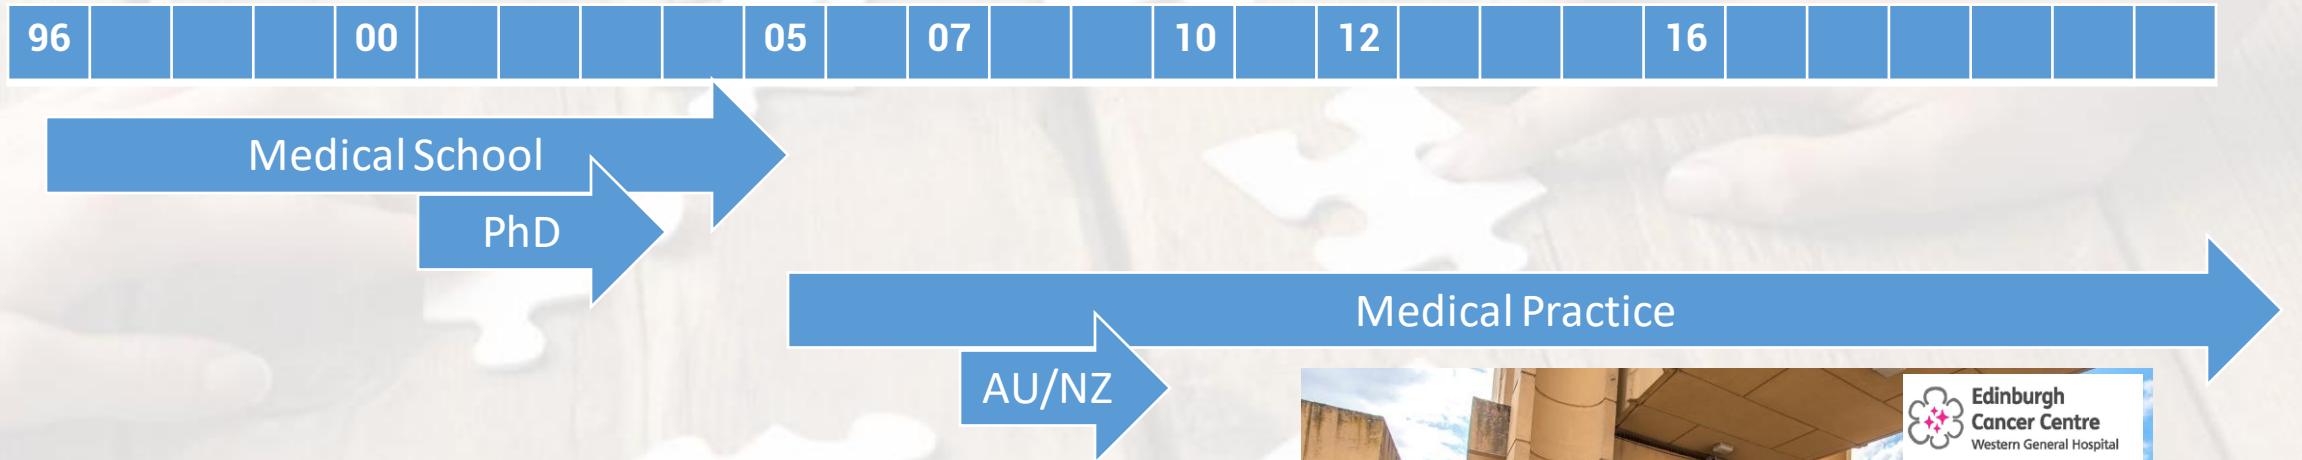 96 00 05 07 10 12 16
Medical School
PhD
Medical Practice
AU/NZ
Edinburgh
Cancer Centre
Western General Hospital